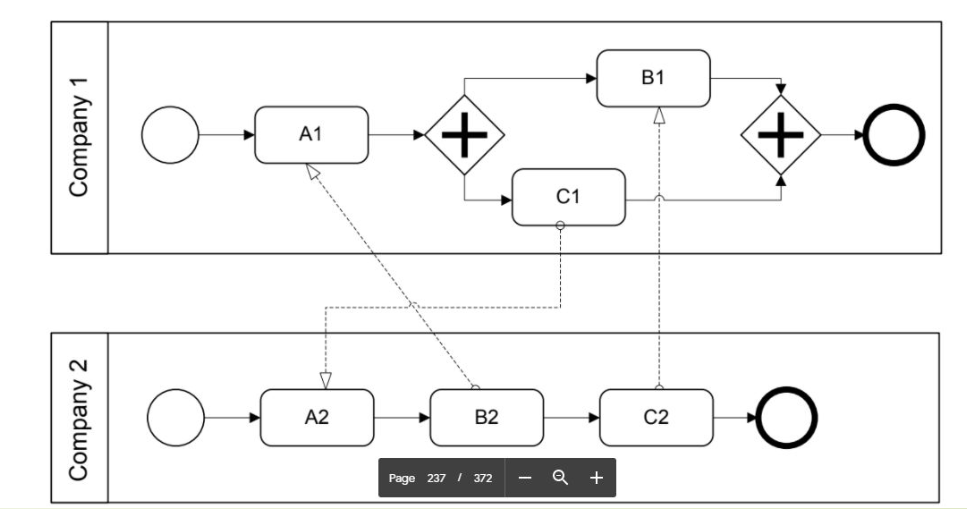 Company 1
A1
B1
C1
Company 2
A2
B2
C2
Page 237 / 372